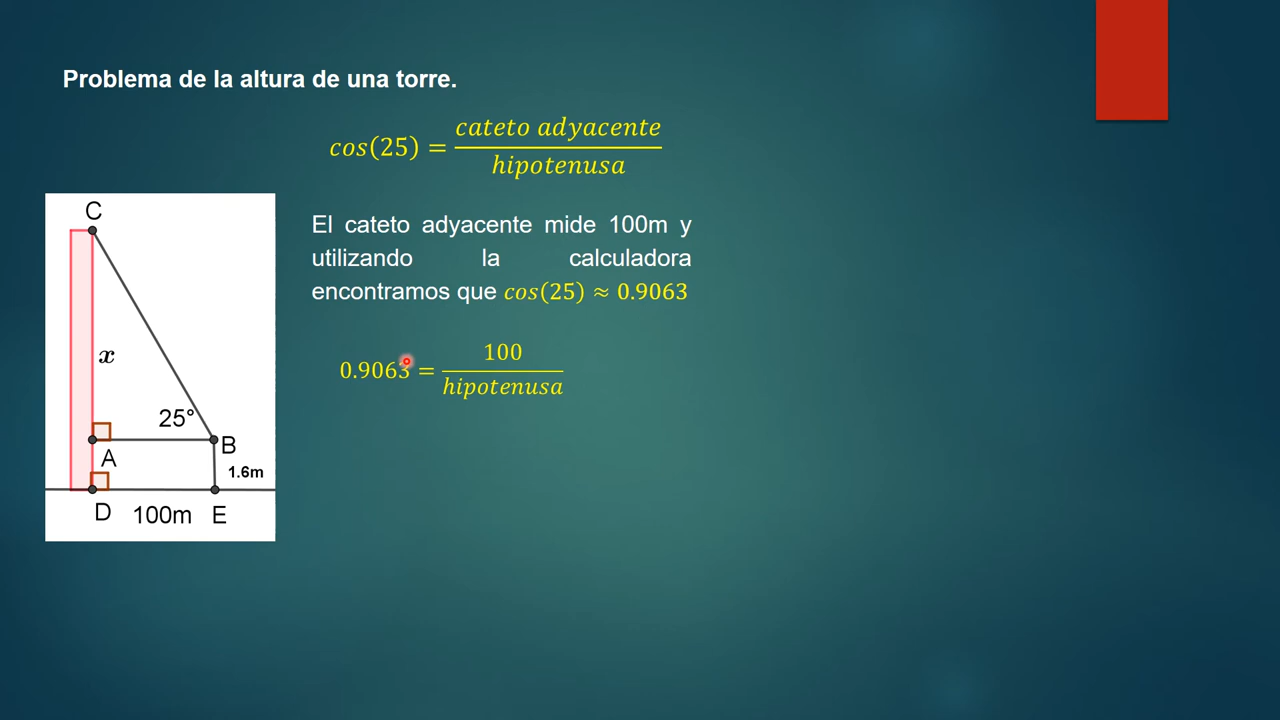 Problema de la altura de una torre.
cos(25) = cateto adyacente / hipotenusa
El cateto adyacente mide 100m y
utilizando la calculadora
encontramos que cos(25) ≈ 0.9063
0.9063 = 100 / hipotenusa
C
x
25°
B
A
1.6m
D 100m E